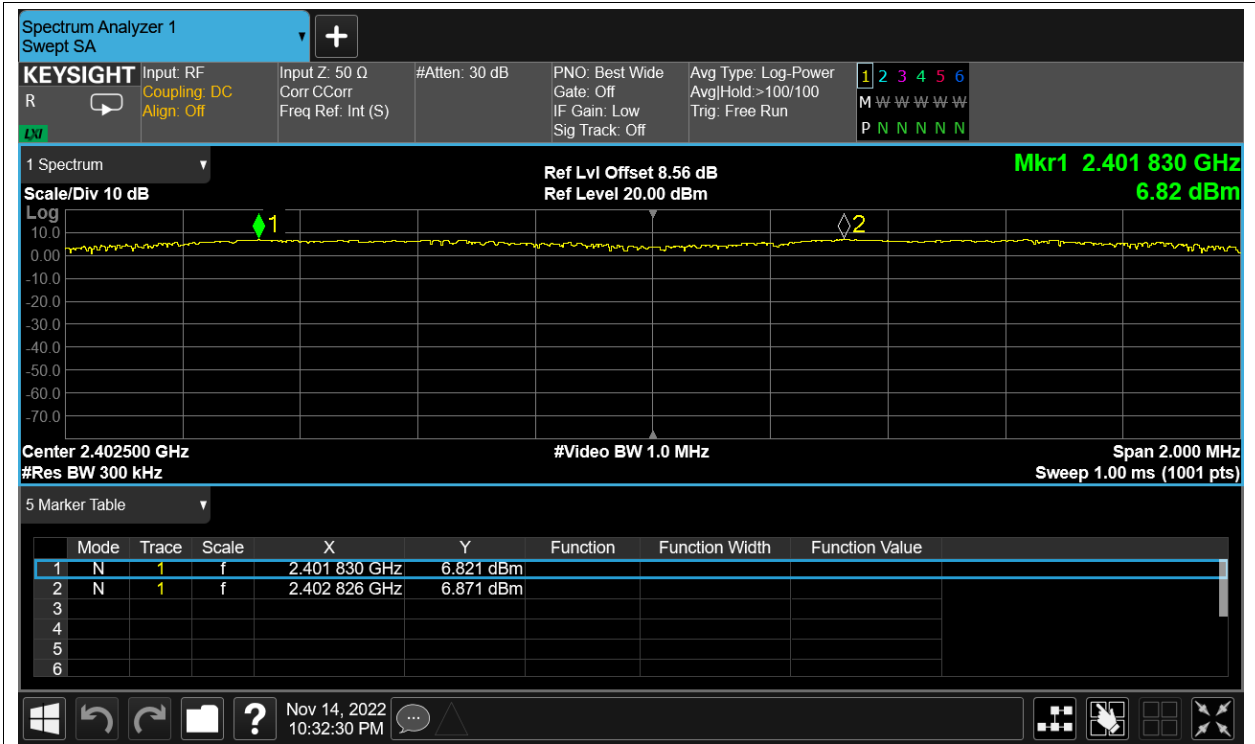 Spectrum Analyzer 1
Swept SA
+
KEYSIGHT Input: RF Input Z: 50 Ω #Atten: 30 dB PNO: Best Wide Avg Type: Log-Power 1 2 3 4 5 6
R Coupling: DC Corr CCorr Gate: Off Avg|Hold:>100/100 M W W W W W
Align: Off Freq Ref: Int (S) IF Gain: Low Trig: Free Run
LXI Sig Track: Off P N N N N N
1 Spectrum Ref Lvl Offset 8.56 dB Mkr1 2.401 830 GHz
Scale/Div 10 dB Ref Level 20.00 dBm 6.82 dBm
Log
1 2
10.0
0.00
-10.0
-20.0
-30.0
-40.0
-50.0
-60.0
-70.0
Center 2.402500 GHz #Video BW 1.0 MHz Span 2.000 MHz
#Res BW 300 kHz Sweep 1.00 ms (1001 pts)
5 Marker Table
Mode Trace Scale X Y Function Function Width Function Value
1 N 1 f 2.401 830 GHz 6.821 dBm
2 N 1 f 2.402 826 GHz 6.871 dBm
3
4
5
6
? Nov 14, 2022
10:32:30 PM